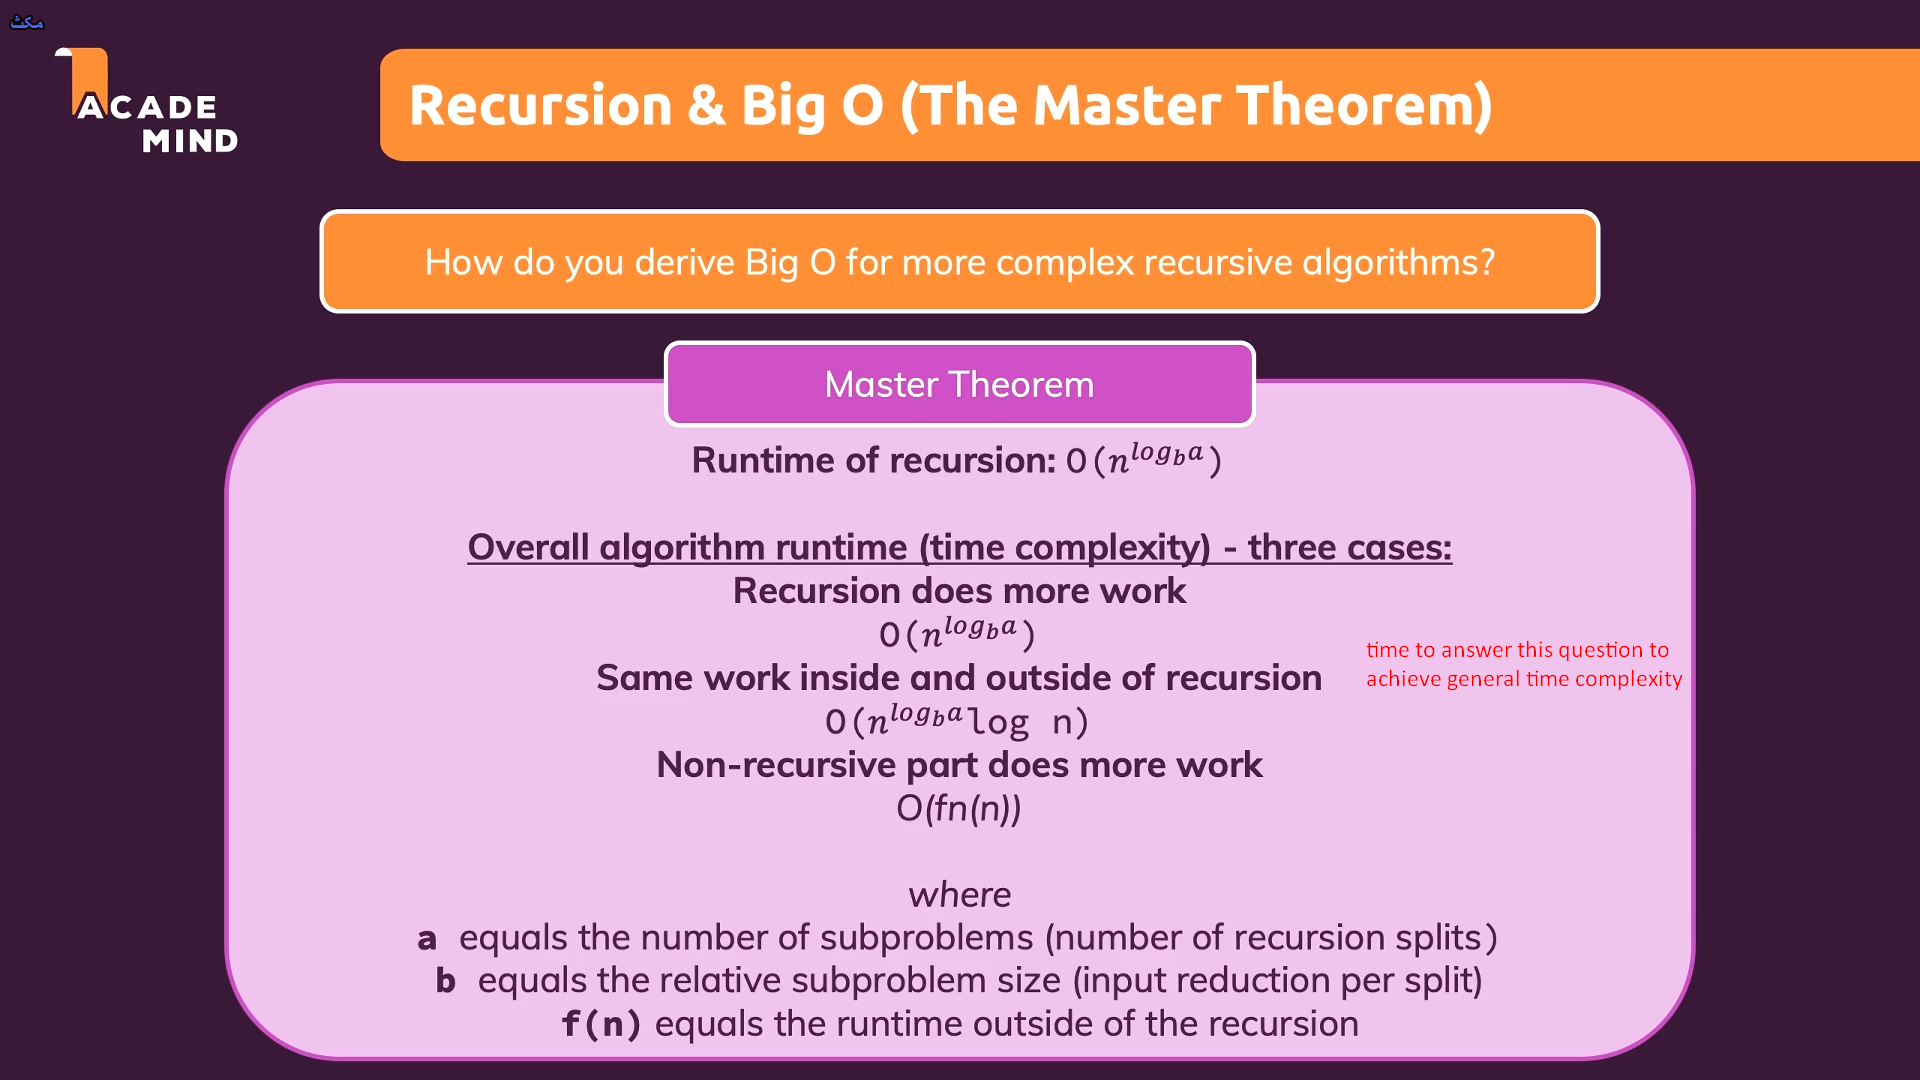 مكث
ACADE
MIND
Recursion & Big O (The Master Theorem)
How do you derive Big O for more complex recursive algorithms?
Master Theorem
Runtime of recursion: O(n^{log_b a})
Overall algorithm runtime (time complexity) - three cases:
Recursion does more work
O(n^{log_b a})
Same work inside and outside of recursion
O(n^{log_b a} log n)
Non-recursive part does more work
O(fn(n))
time to answer this question to
achieve general time complexity
where
a equals the number of subproblems (number of recursion splits)
b equals the relative subproblem size (input reduction per split)
f(n) equals the runtime outside of the recursion